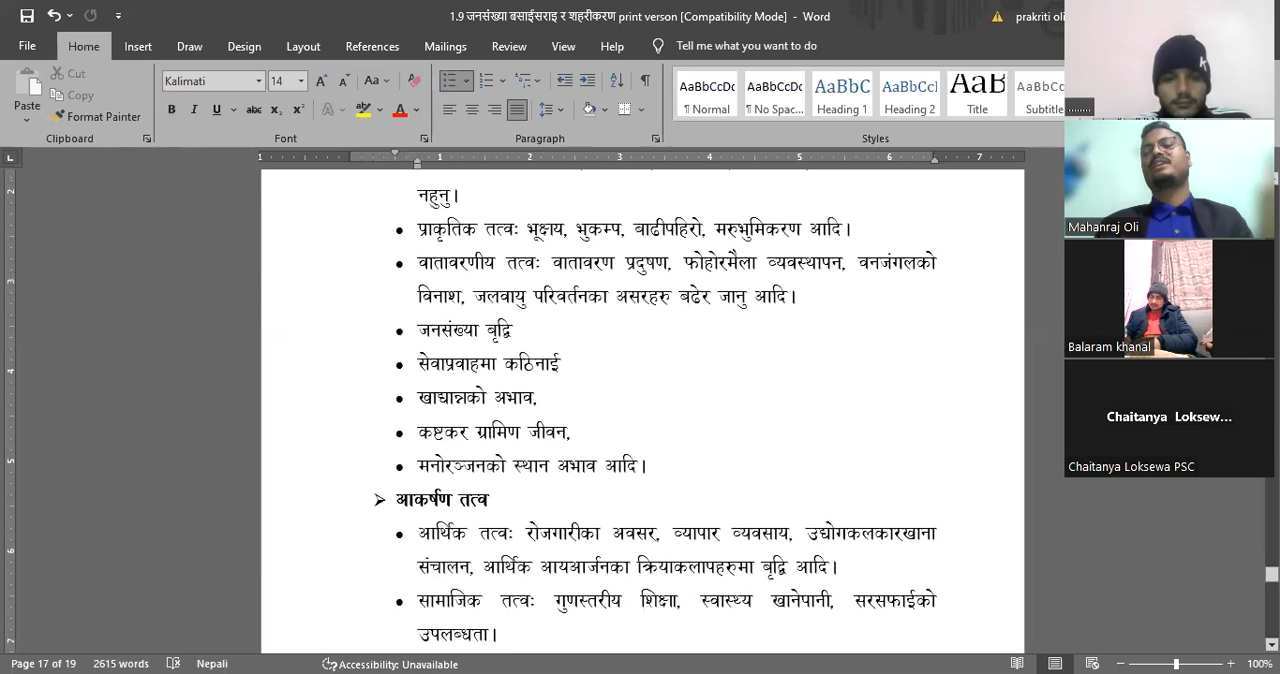 1.9 जनसंख्या बसाईसराइ र शहरीकरण print verson [Compatibility Mode] - Word
prakriti oli
File Home Insert Draw Design Layout References Mailings Review View Help Tell me what you want to do
Paste
Cut
Copy
Format Painter
Kalimati 14
AaBbCcDc AaBbCcDc AaBbC AaBbCcI AaB AaBbCcD
¶ Normal ¶ No Spac... Heading 1 Heading 2 Title Subtitle
Clipboard Font Paragraph Styles
नहुनु।
• प्राकृतिक तत्वः भूक्षय, भुकम्प, बाढीपहिरो, मरुभुमिकरण आदि।
• वातावरणीय तत्वः वातावरण प्रदुषण, फोहोरमैला व्यवस्थापन, वनजंगलको
विनाश, जलवायु परिवर्तनका असरहरु बढेर जानु आदि।
• जनसंख्या बृद्वि
• सेवाप्रवाहमा कठिनाई
• खाद्यान्नको अभाव,
• कष्टकर ग्रामिण जीवन,
• मनोरञ्जनको स्थान अभाव आदि।
➢ आकर्षण तत्व
• आर्थिक तत्वः रोजगारीका अवसर, व्यापार व्यवसाय, उद्योगकलकारखाना
संचालन, आर्थिक आयआर्जनका क्रियाकलापहरुमा बृद्वि आदि।
• सामाजिक तत्वः गुणस्तरीय शिक्षा, स्वास्थ्य खानेपानी, सरसफाईको
उपलब्धता।
Mahanraj Oli
Balaram khanal
Chaitanya Loksew...
Chaitanya Loksewa PSC
Page 17 of 19 2615 words Nepali Accessibility: Unavailable 100%